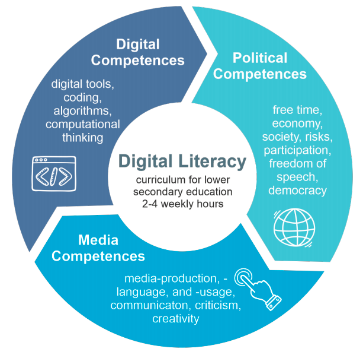 Digital
Competences
digital tools,
coding,
algorithms,
computational
thinking
Political
Competences
free time,
economy,
society, risks,
participation,
freedom of
speech,
democracy
Digital Literacy
curriculum for lower
secondary education
2-4 weekly hours
Media
Competences
media-production, -
language, and -usage,
communicaton, criticism,
creativity